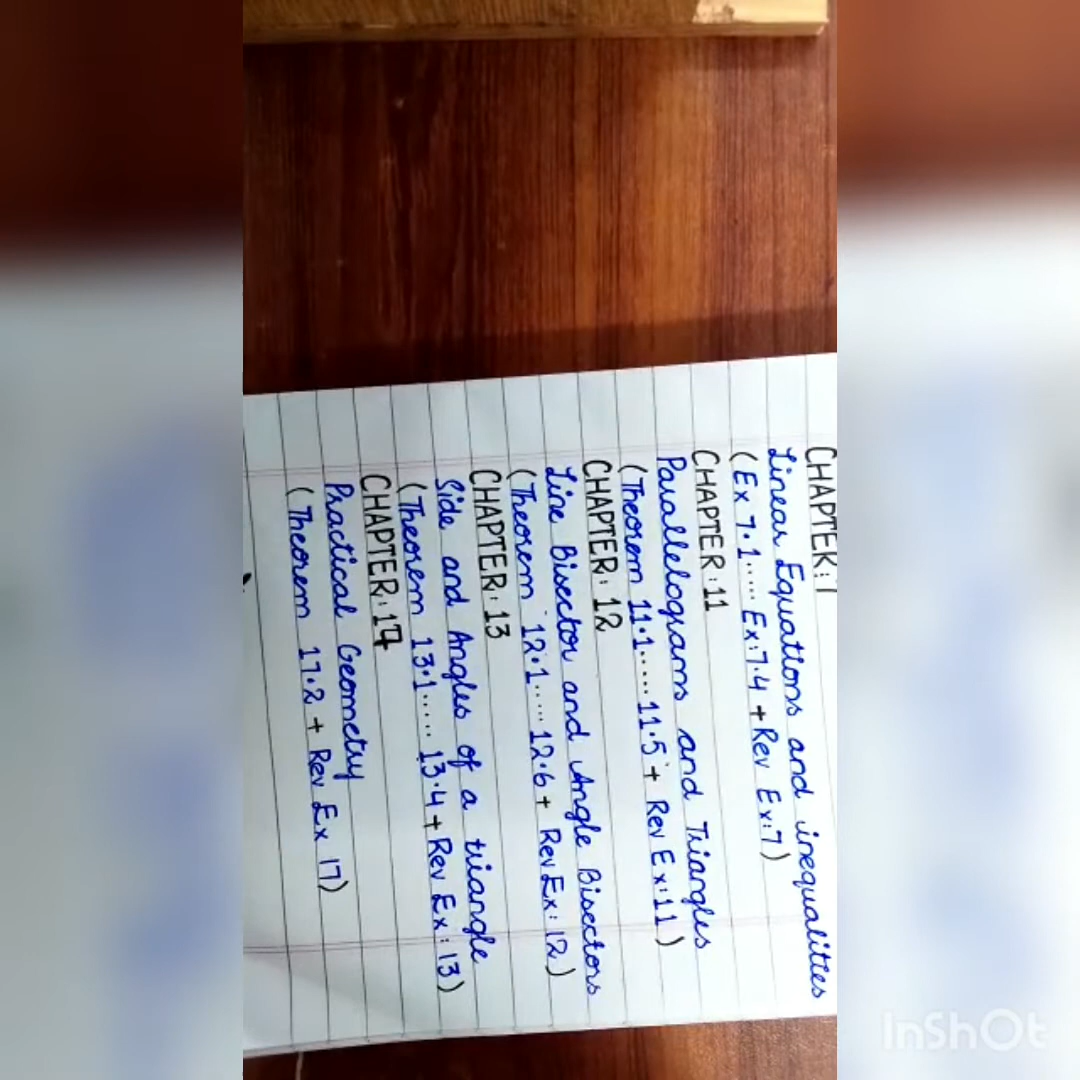 CHAPTER:7
Linear Equations and inequalities
(Ex 7.1..... Ex:7.4 + Rev Ex:7)
CHAPTER:11
Parallelograms and Triangles
(Theorem 11.1...... 11.5 + Rev Ex:11)
CHAPTER:12
Line Bisector and Angle Bisectors
(Theorem 12.1..... 12.6 + Rev Ex:12)
CHAPTER:13
Side and Angles of a triangle
(Theorem 13.1..... 13.4 + Rev Ex:13)
CHAPTER:17
Practical Geometry
(Theorem 17.2 + Rev Ex 17)
InShOt